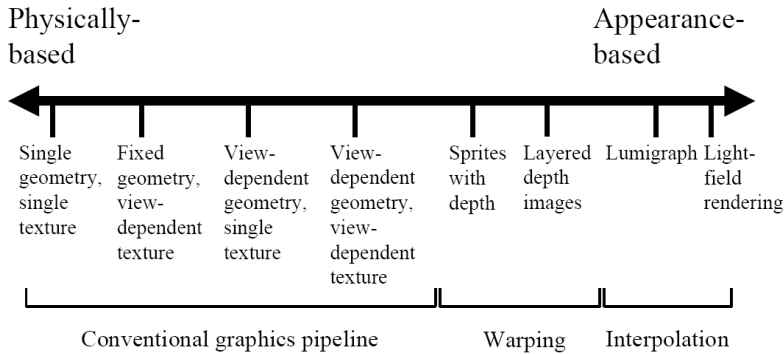 Physically-
based
Appearance-
based
Single
geometry,
single
texture
Fixed
geometry,
view-
dependent
texture
View-
dependent
geometry,
single
texture
View-
dependent
geometry,
view-
dependent
texture
Sprites
with
depth
Layered
depth
images
Lumigraph
Light-
field
rendering
Conventional graphics pipeline
Warping
Interpolation